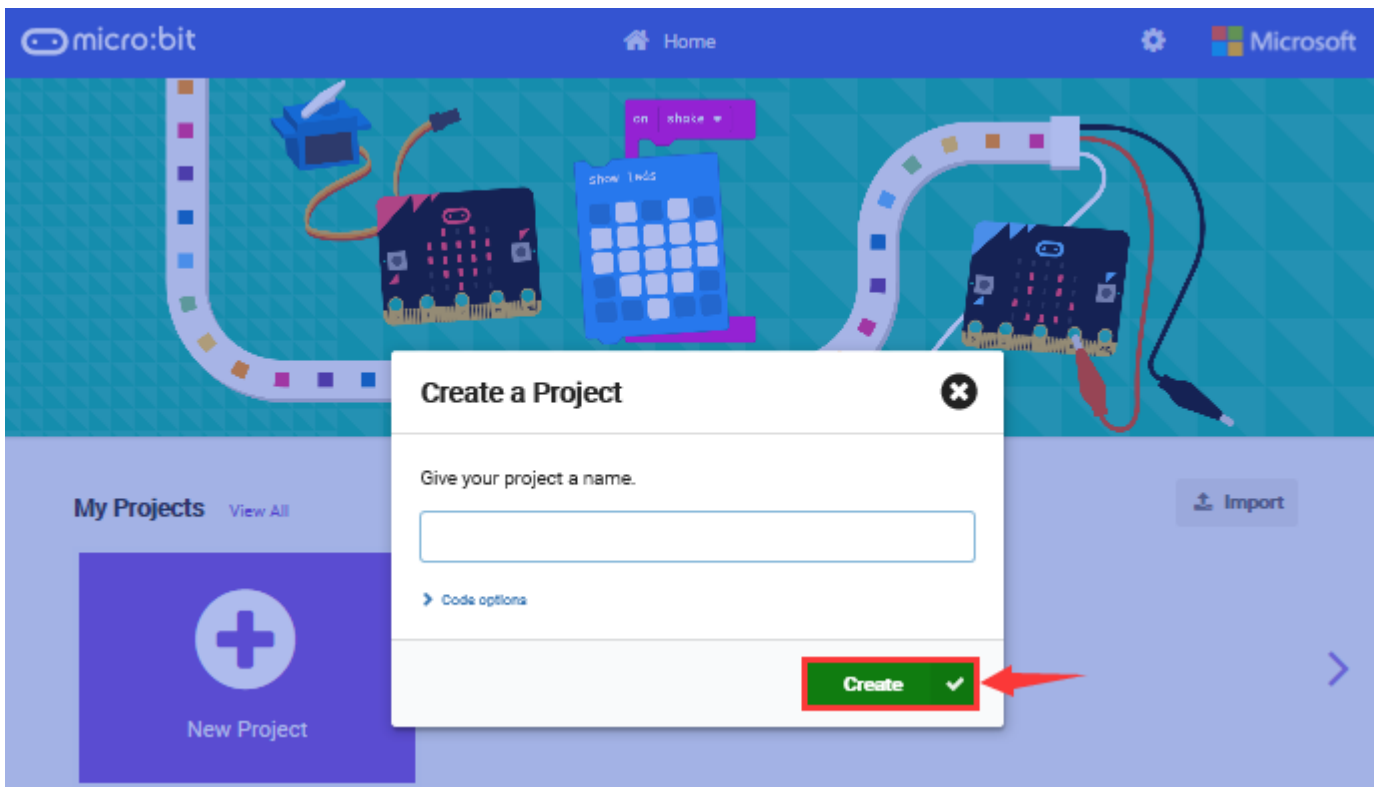 micro:bit
Home
Microsoft
on shake
show leds
Create a Project
Give your project a name.
My Projects View All
Import
Code options
Create
New Project